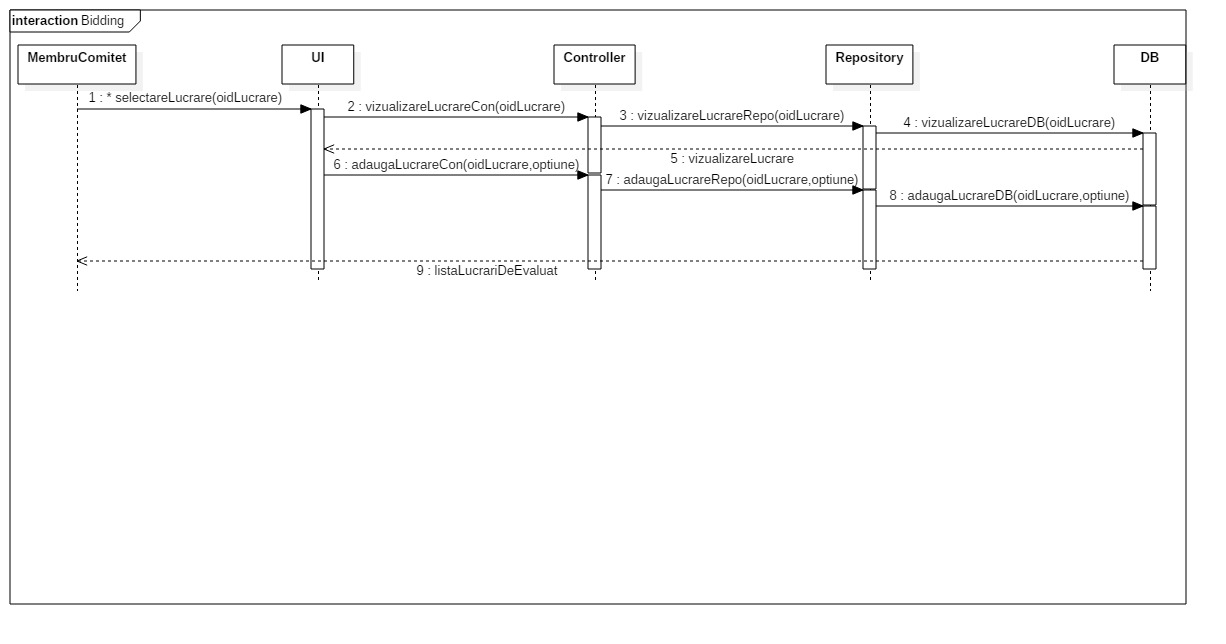 interaction Bidding
MembruComitet
UI
Controller
Repository
DB
1 : * selectareLucrare(oidLucrare)
2 : vizualizareLucrareCon(oidLucrare)
3 : vizualizareLucrareRepo(oidLucrare)
4 : vizualizareLucrareDB(oidLucrare)
5 : vizualizareLucrare
6 : adaugaLucrareCon(oidLucrare,optiune)
7 : adaugaLucrareRepo(oidLucrare,optiune)
8 : adaugaLucrareDB(oidLucrare,optiune)
9 : listaLucrariDeEvaluat